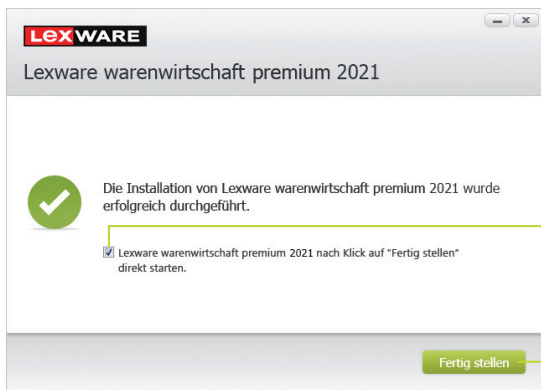 LEXWARE
Lexware warenwirtschaft premium 2021
Die Installation von Lexware warenwirtschaft premium 2021 wurde
erfolgreich durchgeführt.
Lexware warenwirtschaft premium 2021 nach Klick auf "Fertig stellen"
direkt starten.
Fertig stellen